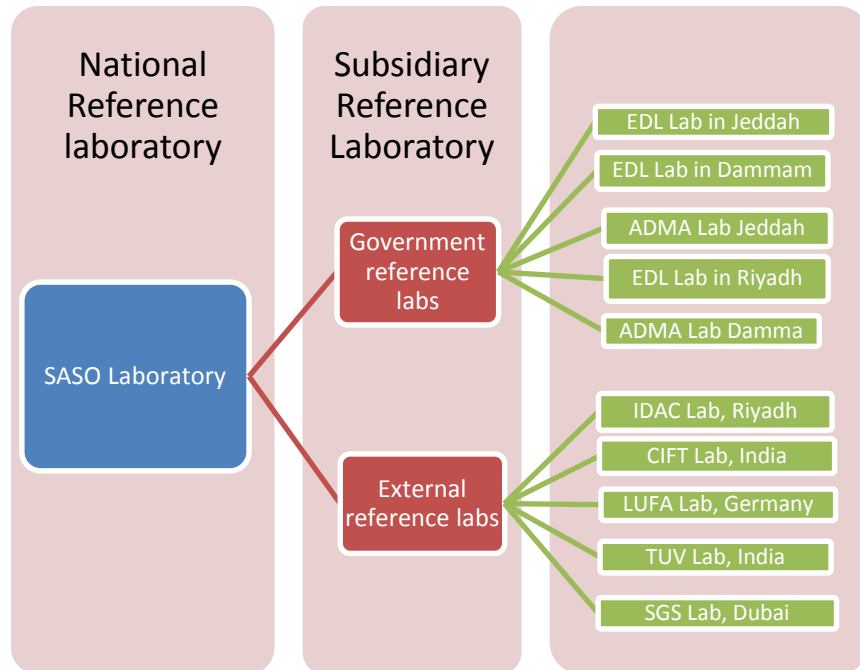 National
Reference
laboratory
Subsidiary
Reference
Laboratory
SASO Laboratory
Government
reference
labs
External
reference labs
EDL Lab in Jeddah
EDL Lab in Dammam
ADMA Lab Jeddah
EDL Lab in Riyadh
ADMA Lab Damma
IDAC Lab, Riyadh
CIFT Lab, India
LUFA Lab, Germany
TUV Lab, India
SGS Lab, Dubai